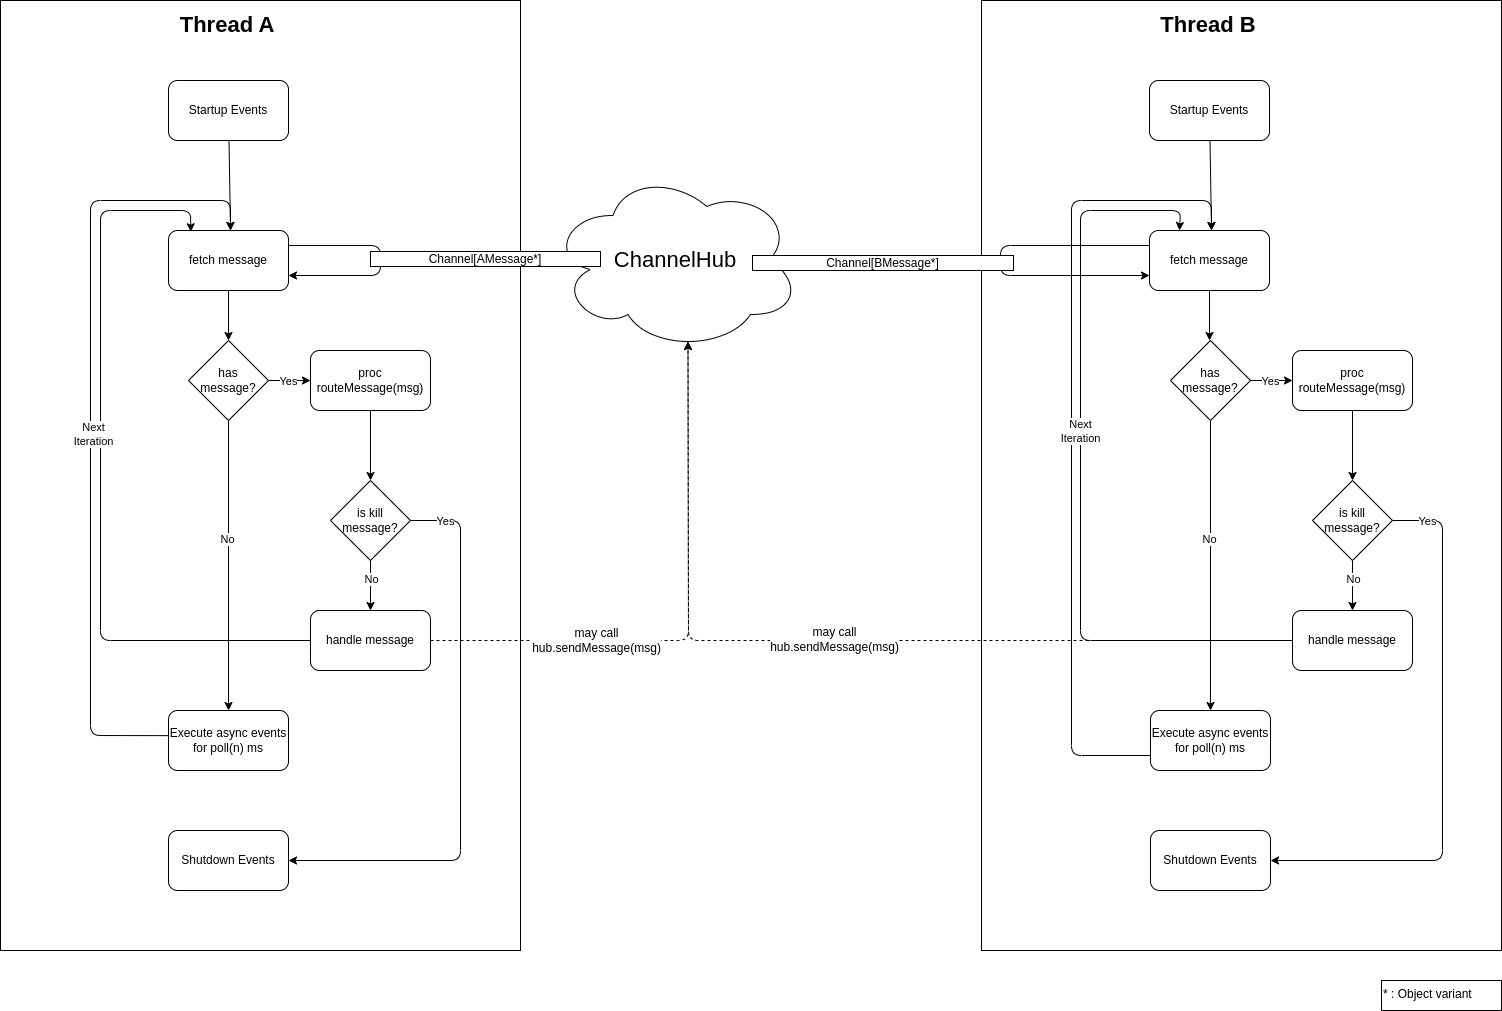 Thread A
Startup Events
fetch message
has
message?
Yes
proc
routeMessage(msg)
Next
Iteration
is kill
message?
Yes
No
No
handle message
Execute async events
for poll(n) ms
Shutdown Events
Channel[AMessage*]
ChannelHub
Channel[BMessage*]
may call
hub.sendMessage(msg)
may call
hub.sendMessage(msg)
Thread B
Startup Events
fetch message
has
message?
Yes
proc
routeMessage(msg)
Next
Iteration
is kill
message?
Yes
No
No
handle message
Execute async events
for poll(n) ms
Shutdown Events
* : Object variant